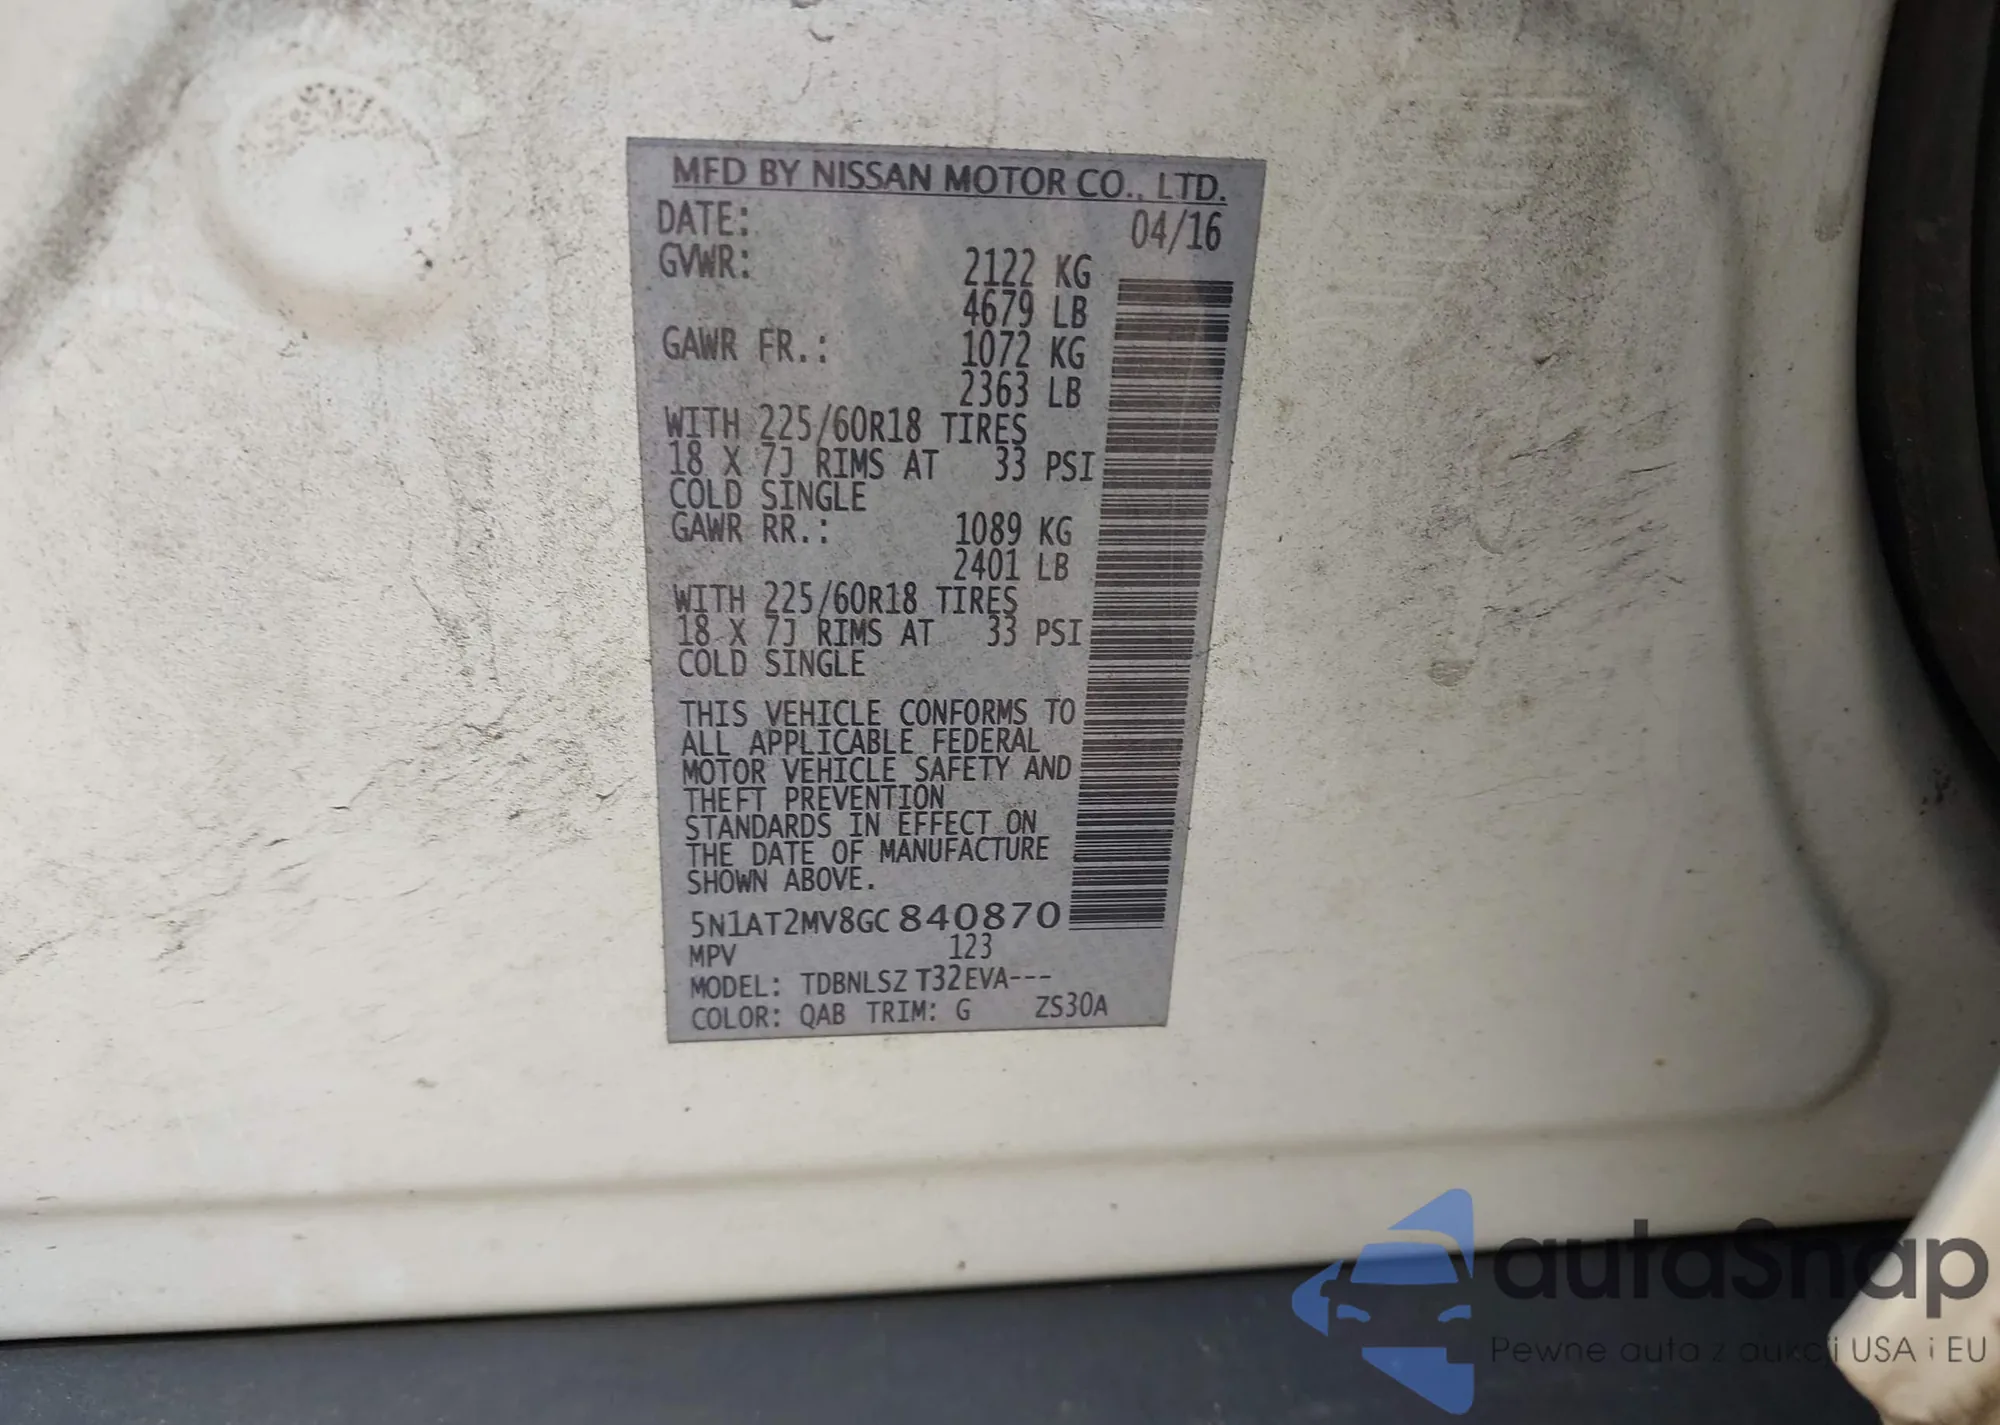 MFD BY NISSAN MOTOR CO., LTD.
DATE: 04/16
GVWR: 2122 KG
4679 LB
GAWR FR.: 1072 KG
2363 LB
WITH 225/60R18 TIRES
18 X 7J RIMS AT 33 PSI
COLD SINGLE
GAWR RR.: 1089 KG
2401 LB
WITH 225/60R18 TIRES
18 X 7J RIMS AT 33 PSI
COLD SINGLE
THIS VEHICLE CONFORMS TO
ALL APPLICABLE FEDERAL
MOTOR VEHICLE SAFETY AND
THEFT PREVENTION
STANDARDS IN EFFECT ON
THE DATE OF MANUFACTURE
SHOWN ABOVE.
5N1AT2MV8GC840870
MPV 123
MODEL: TDBNLSZ T32EVA---
COLOR: QAB TRIM: G ZS30A
autoSnap
Pewne auta z aukcji USA i EU